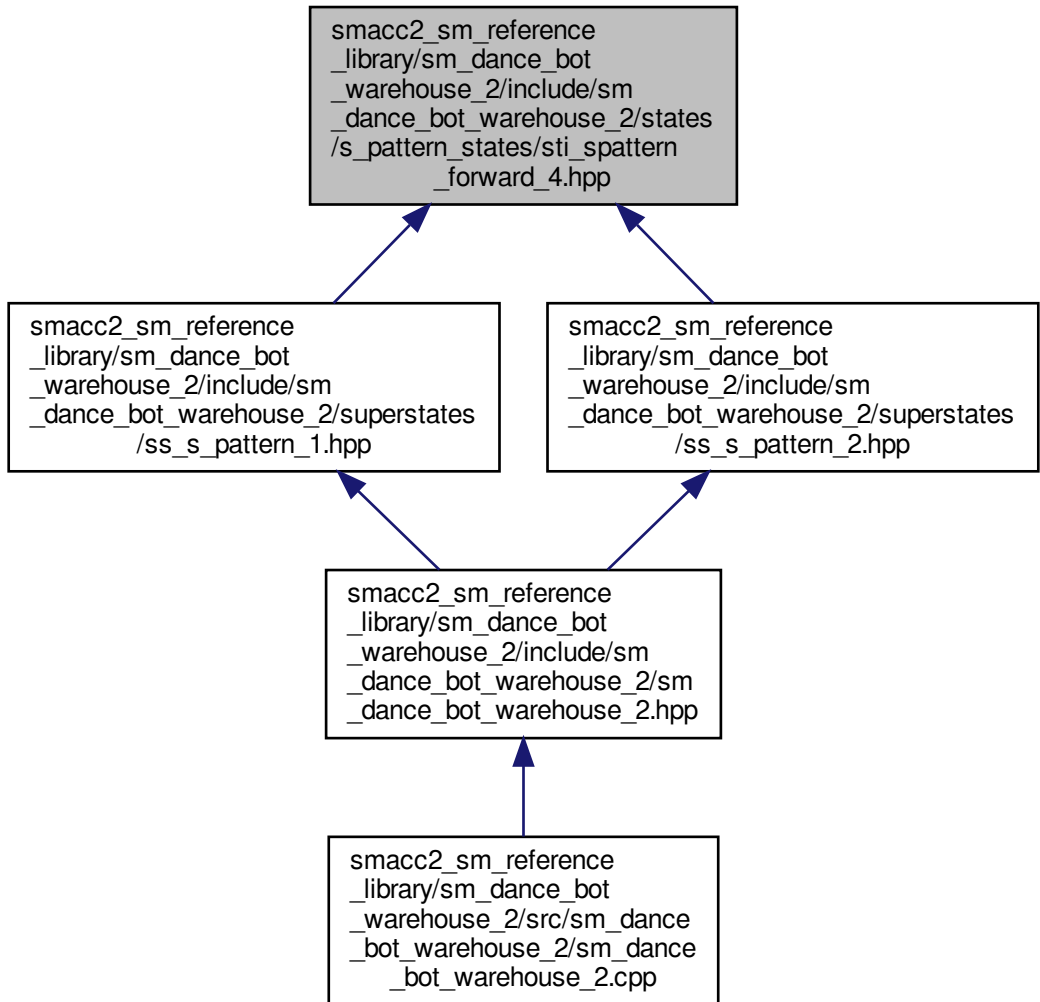 smacc2_sm_reference
_library/sm_dance_bot
_warehouse_2/include/sm
_dance_bot_warehouse_2/states
/s_pattern_states/sti_spattern
_forward_4.hpp
smacc2_sm_reference
_library/sm_dance_bot
_warehouse_2/include/sm
_dance_bot_warehouse_2/superstates
/ss_s_pattern_1.hpp
smacc2_sm_reference
_library/sm_dance_bot
_warehouse_2/include/sm
_dance_bot_warehouse_2/superstates
/ss_s_pattern_2.hpp
smacc2_sm_reference
_library/sm_dance_bot
_warehouse_2/include/sm
_dance_bot_warehouse_2/sm
_dance_bot_warehouse_2.hpp
smacc2_sm_reference
_library/sm_dance_bot
_warehouse_2/src/sm_dance
_bot_warehouse_2/sm_dance
_bot_warehouse_2.cpp